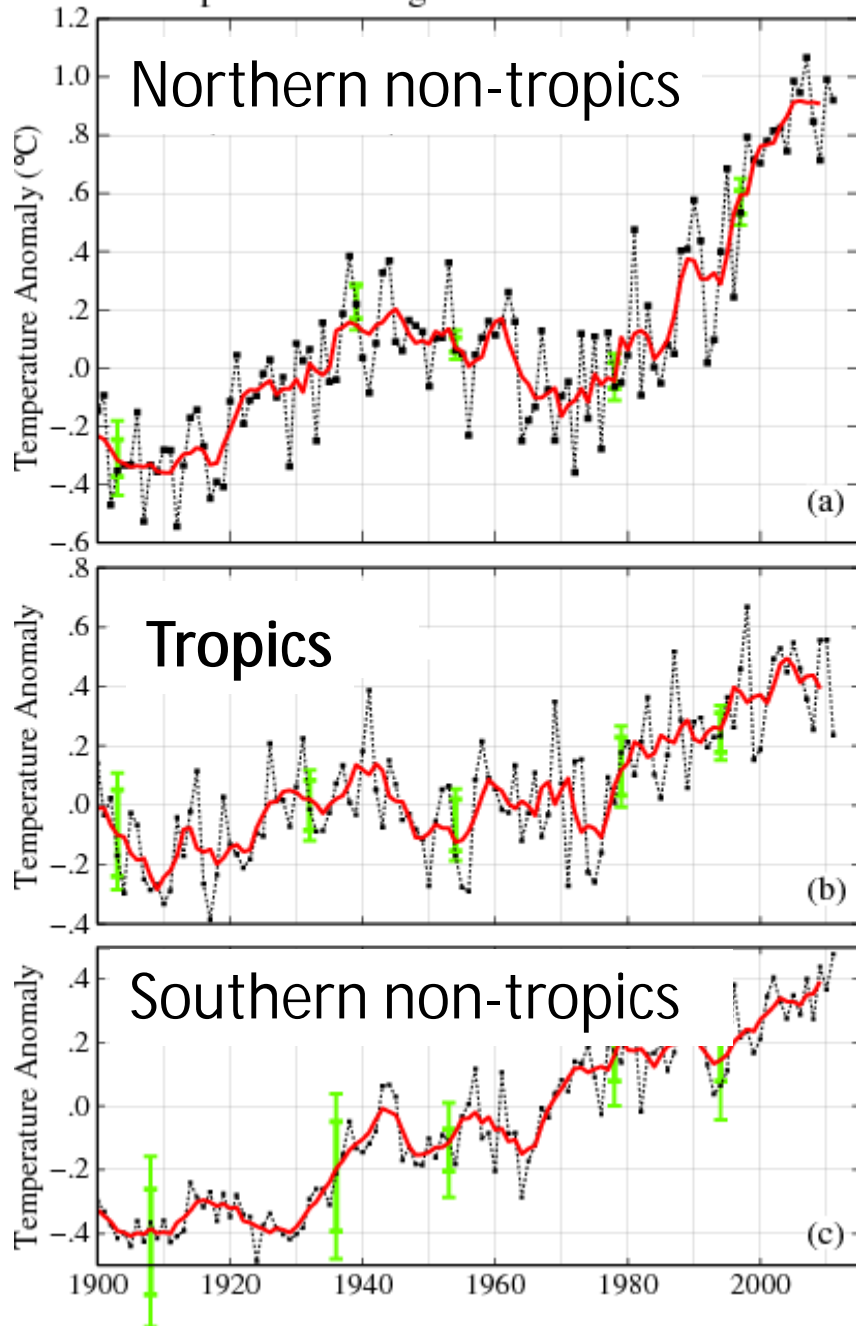 1.2
Northern non-tropics
1.0
.8
.6
.4
.2
.0
-.2
-.4
-.6
Temperature Anomaly (°C)
(a)
.8
Tropics
.6
.4
.2
.0
-.2
-.4
Temperature Anomaly
(b)
Southern non-tropics
.4
.2
.0
-.2
-.4
Temperature Anomaly
(c)
1900 1920 1940 1960 1980 2000